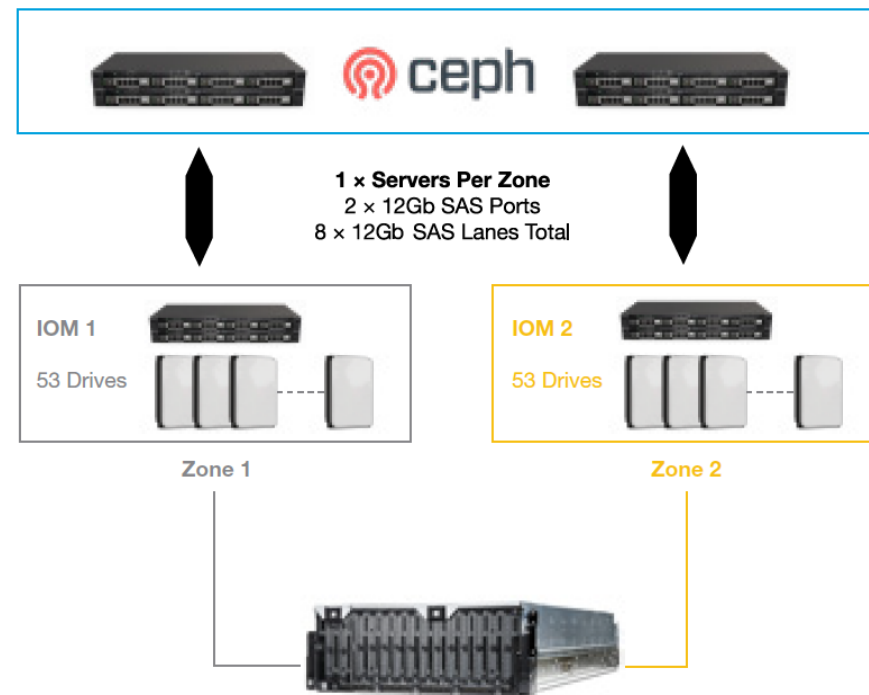 ceph
1 × Servers Per Zone
2 × 12Gb SAS Ports
8 × 12Gb SAS Lanes Total
IOM 1
53 Drives
Zone 1
IOM 2
53 Drives
Zone 2